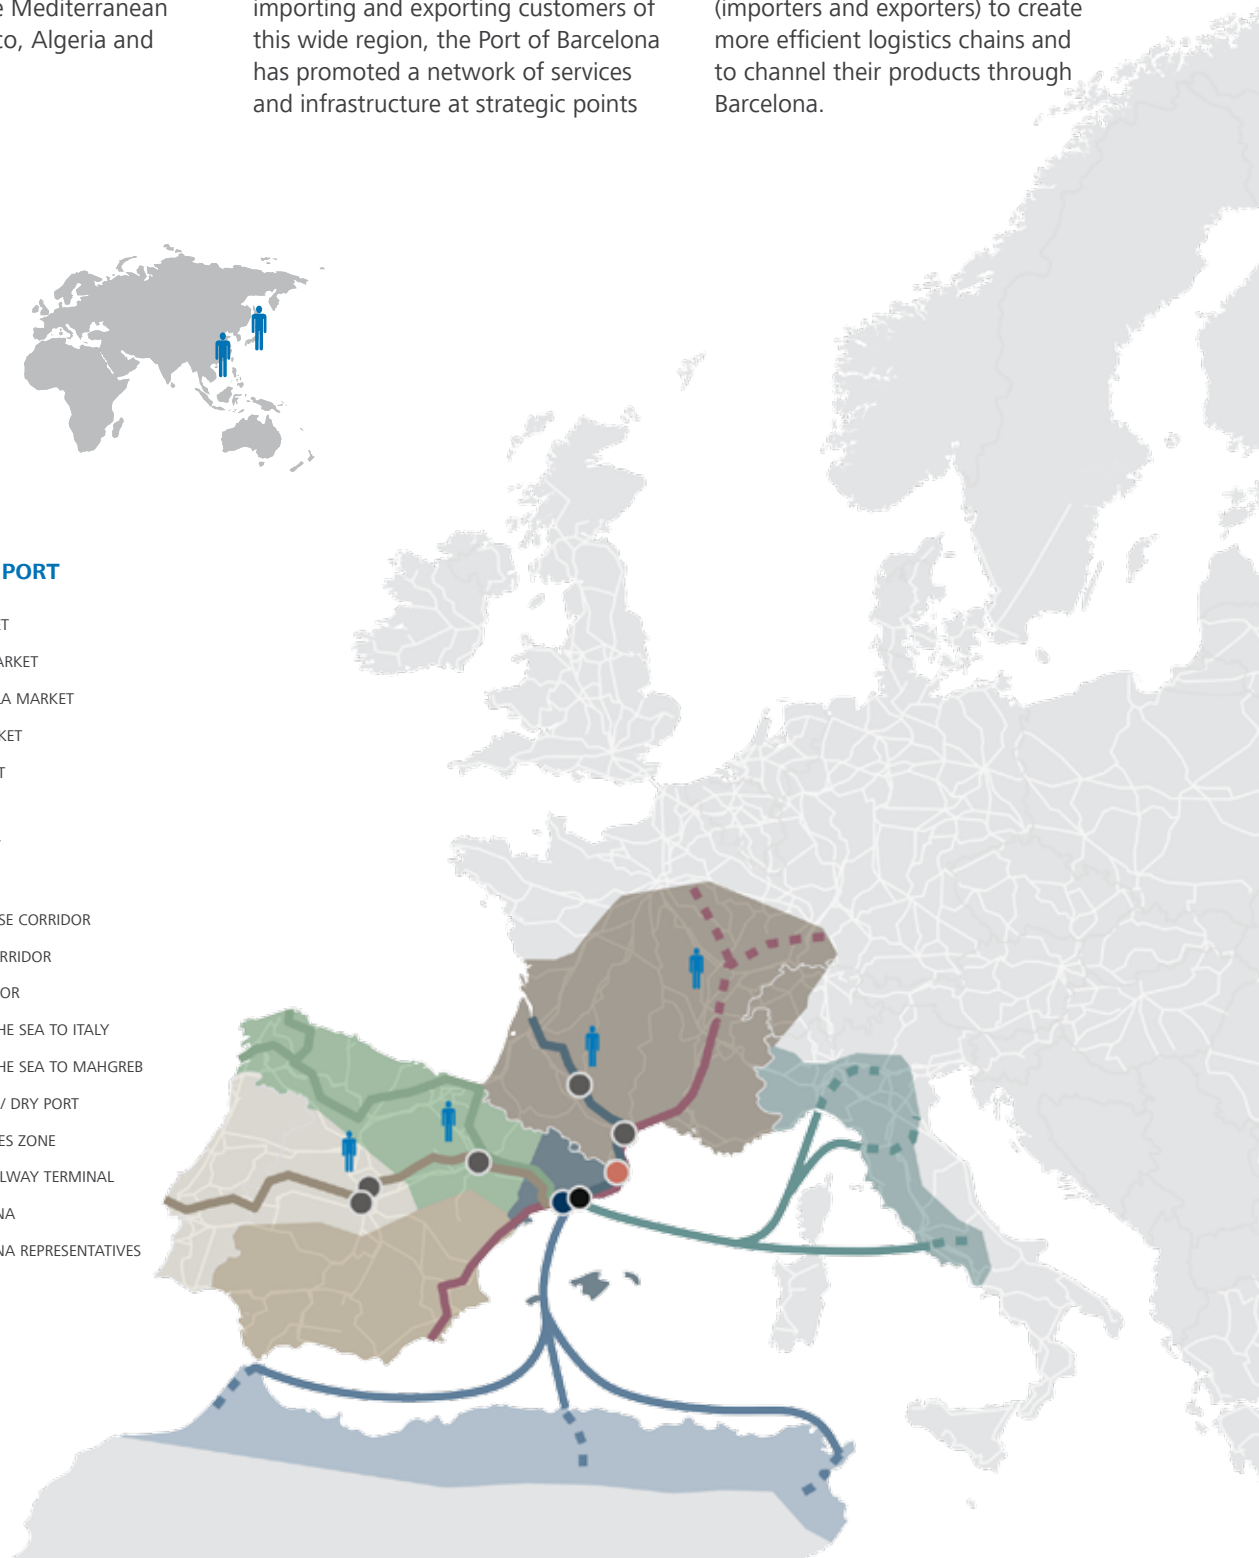 e Mediterranean
co, Algeria and
importing and exporting customers of
this wide region, the Port of Barcelona
has promoted a network of services
and infrastructure at strategic points
(importers and exporters) to create
more efficient logistics chains and
to channel their products through
Barcelona.
PORT
ET
ARKET
LA MARKET
KET
T
SE CORRIDOR
RRIDOR
OR
HE SEA TO ITALY
HE SEA TO MAHGREB
/ DRY PORT
ES ZONE
LWAY TERMINAL
NA
NA REPRESENTATIVES